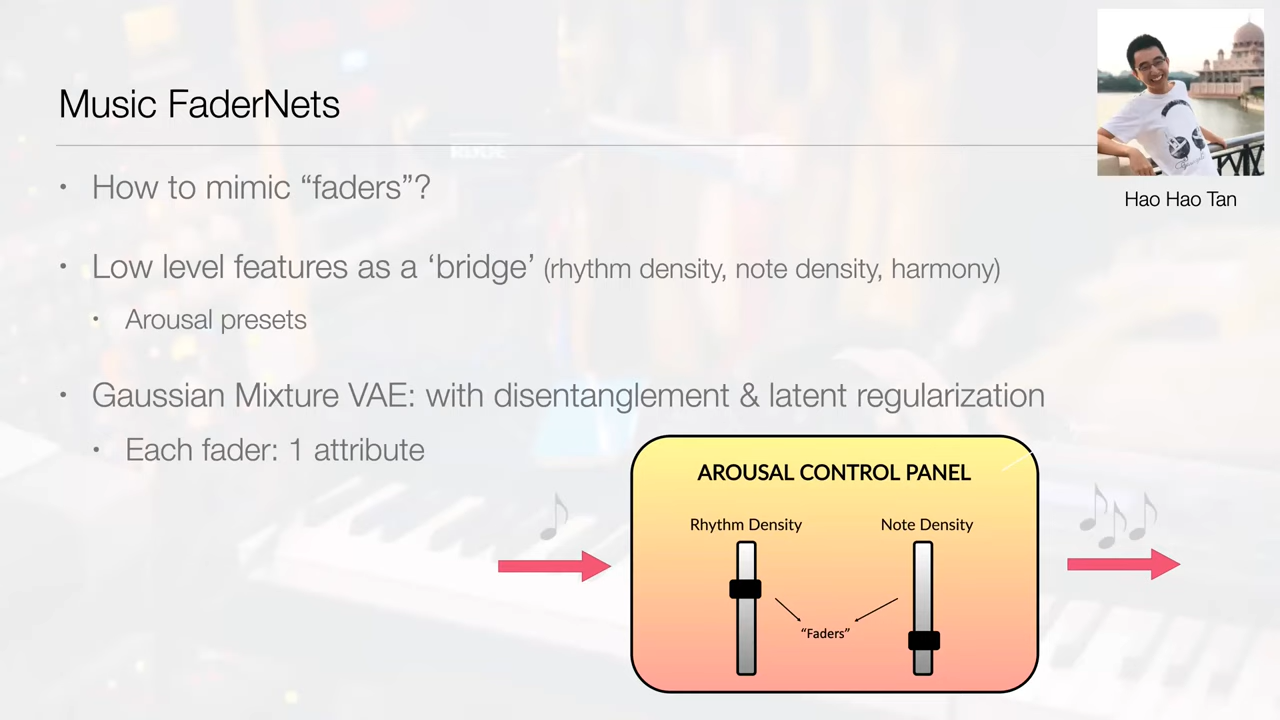 Music FaderNets
Hao Hao Tan
• How to mimic “faders”?
• Low level features as a ‘bridge’ (rhythm density, note density, harmony)
• Arousal presets
• Gaussian Mixture VAE: with disentanglement & latent regularization
• Each fader: 1 attribute
AROUSAL CONTROL PANEL
Rhythm Density Note Density
“Faders”